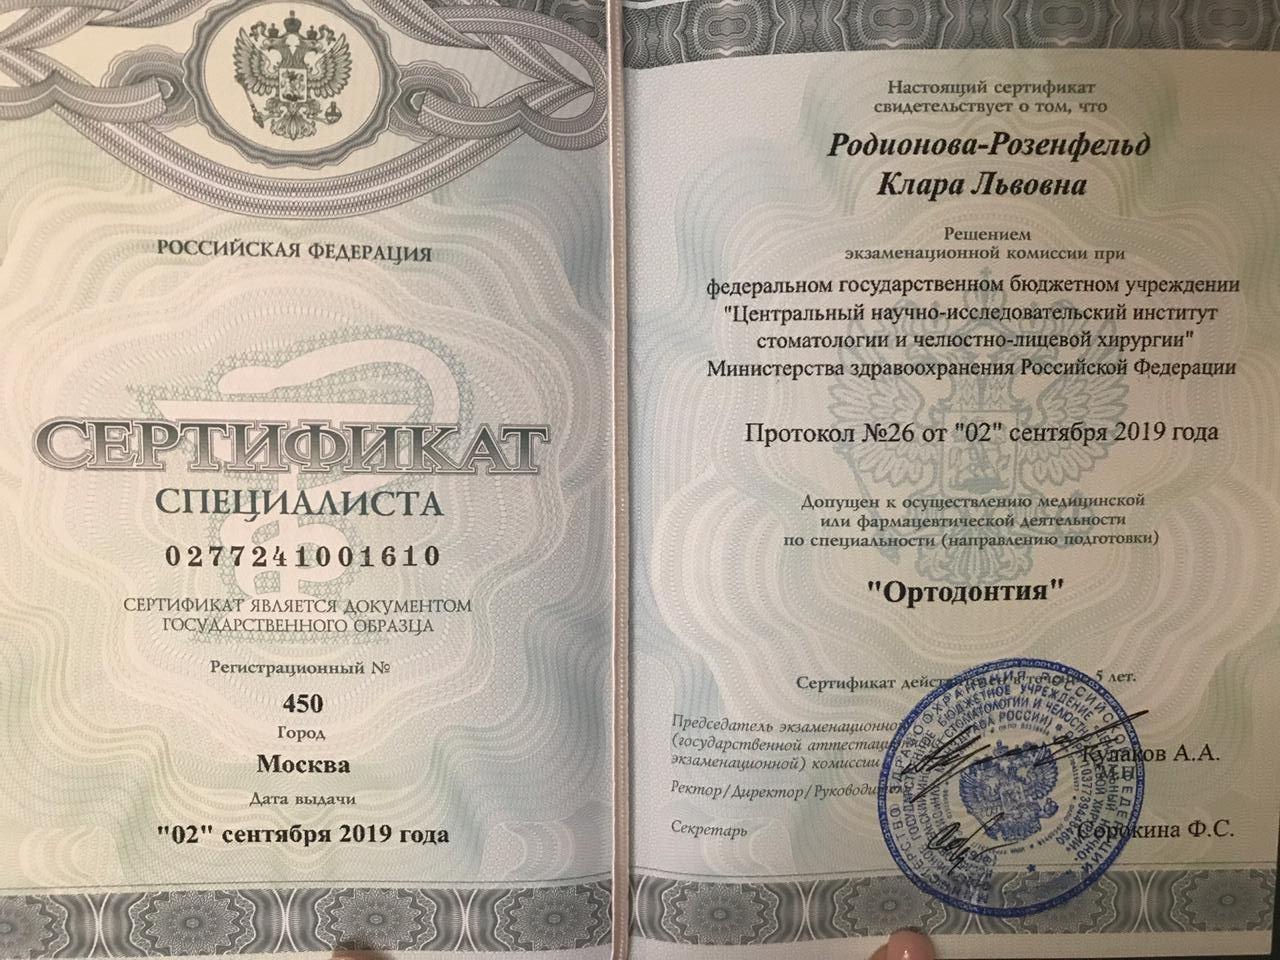 РОССИЙСКАЯ ФЕДЕРАЦИЯ
СЕРТИФИКАТ
СПЕЦИАЛИСТА
0277241001610
СЕРТИФИКАТ ЯВЛЯЕТСЯ ДОКУМЕНТОМ
ГОСУДАРСТВЕННОГО ОБРАЗЦА
Регистрационный №
450
Город
Москва
Дата выдачи
"02" сентября 2019 года
Настоящий сертификат
свидетельствует о том, что
Родионова-Розенфельд
Клара Львовна
Решением
экзаменационной комиссии при
федеральном государственном бюджетном учреждении
"Центральный научно-исследовательский институт
стоматологии и челюстно-лицевой хирургии"
Министерства здравоохранения Российской Федерации
Протокол №26 от "02" сентября 2019 года
Допущен к осуществлению медицинской
или фармацевтической деятельности
по специальности (направлению подготовки)
"Ортодонтия"
Сертификат 5 лет.
Председатель экзаменационной
(государственной
экзаменационной) комиссии
Кулаков А.А.
М.П.
Ректор/Директор/Руководитель
Секретарь
Сорокина Ф.С.